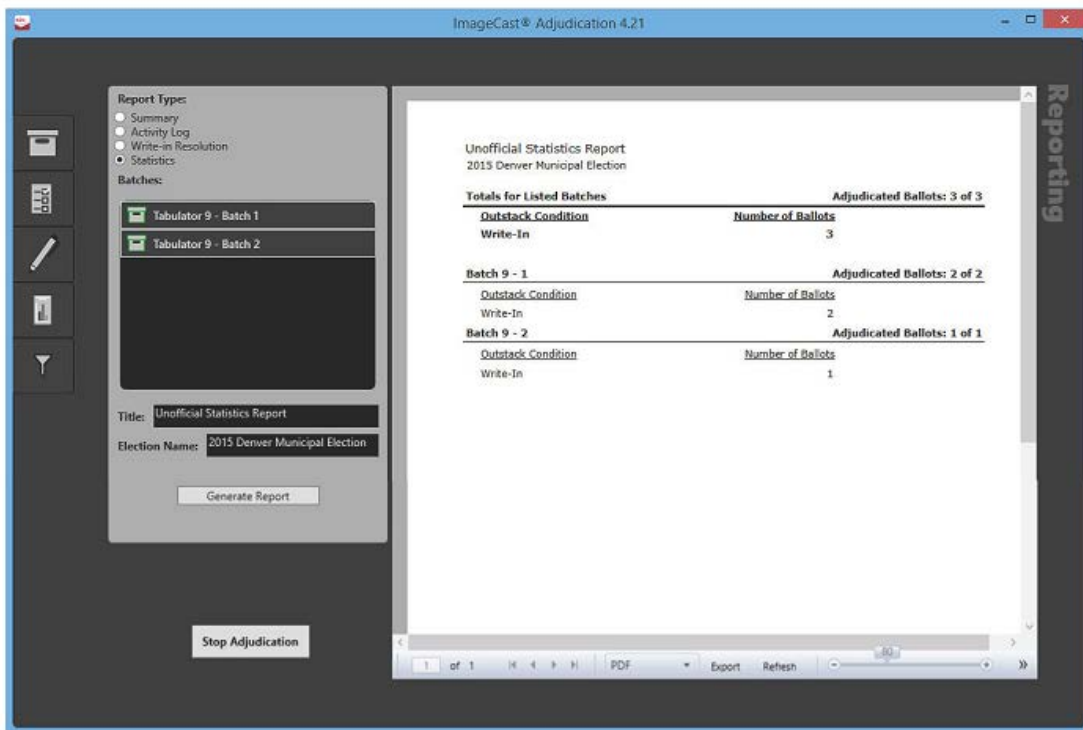 ImageCast® Adjudication 4.21
Reporting
Report Type:
Summary
Activity Log
Write-in Resolution
Statistics
Batches:
Tabulator 9 - Batch 1
Tabulator 9 - Batch 2
Title: Unofficial Statistics Report
Election Name: 2015 Denver Municipal Election
Generate Report
Stop Adjudication
Unofficial Statistics Report
2015 Denver Municipal Election
Totals for Listed Batches Adjudicated Ballots: 3 of 3
Outstack Condition Number of Ballots
Write-In 3
Batch 9 - 1 Adjudicated Ballots: 2 of 2
Outstack Condition Number of Ballots
Write-In 2
Batch 9 - 2 Adjudicated Ballots: 1 of 1
Outstack Condition Number of Ballots
Write-In 1
1 of 1 PDF Export Refresh 80